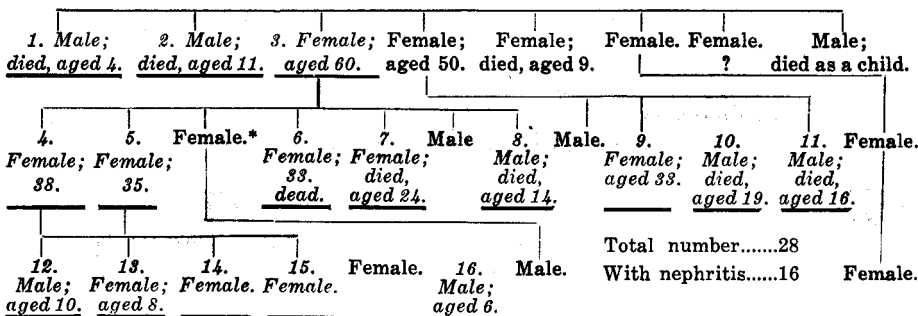 1. Male; 2. Male; 3. Female; Female; Female; Female. Female. Male;
died, aged 4. died, aged 11. aged 60. aged 50. died, aged 9. ? died as a child.
4. 5. Female.* 6. 7. Male 8. Male. 9. 10. 11. Female.
Female; Female; Female; Female; Male; Female; Male; Male;
38. 35. 33. died, died, aged 33. died, died,
dead. aged 24. aged 14. aged 19. aged 16.
Total number.......28
12. 13. 14. 15. Female. 16. Male. With nephritis......16 Female.
Male; Female; Female. Female. Male;
aged 10. aged 8. aged 6.